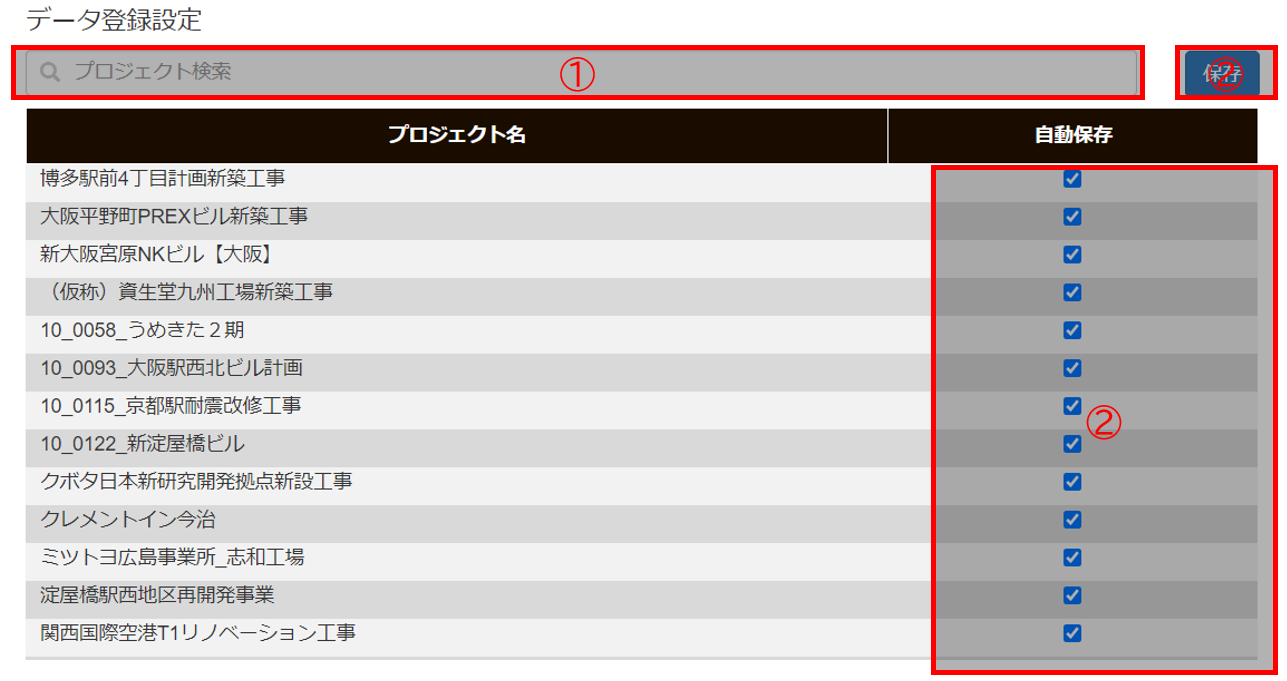 データ登録設定
プロジェクト検索 ①
保存 ②
プロジェクト名 自動保存
博多駅前4丁目計画新築工事
大阪平野町PREXビル新築工事
新大阪宮原NKビル【大阪】
（仮称）資生堂九州工場新築工事
10_0058_うめきた２期
10_0093_大阪駅西北ビル計画
10_0115_京都駅耐震改修工事
②
10_0122_新淀屋橋ビル
クボタ日本新研究開発拠点新設工事
クレメントイン今治
ミツトヨ広島事業所_志和工場
淀屋橋駅西地区再開発事業
関西国際空港T1リノベーション工事